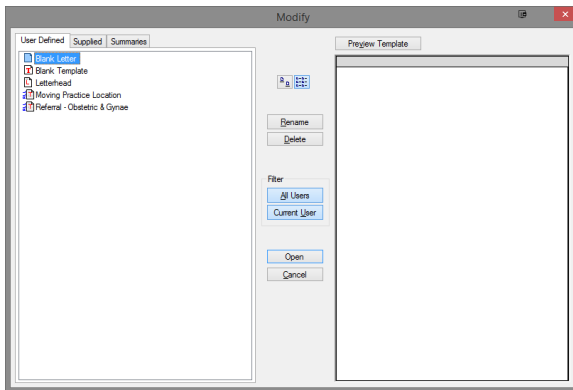 Modify
User Defined Supplied Summaries
Preview Template
Blank Letter
Blank Template
Letterhead
Moving Practice Location
Referral - Obstetric & Gynae
Rename
Delete
Filter
All Users
Current User
Open
Cancel